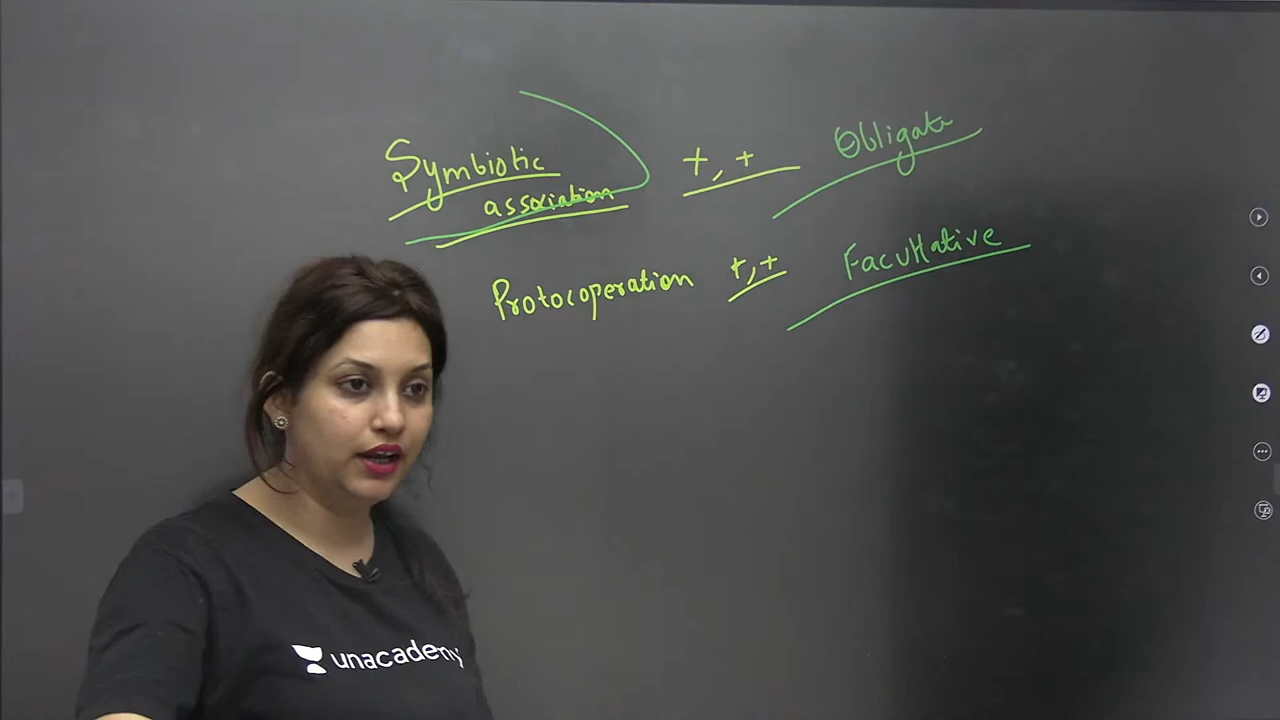 Symbiotic +, + Obligate
association
Protocoperation +, + Facultative
unacademy